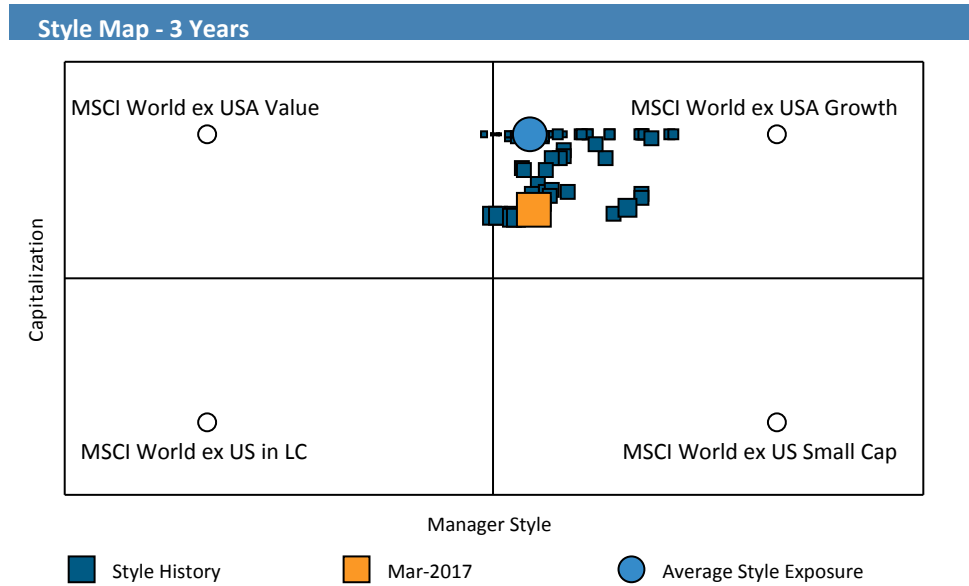 Style Map - 3 Years
MSCI World ex USA Value
MSCI World ex USA Growth
Capitalization
MSCI World ex US in LC
MSCI World ex US Small Cap
Manager Style
Style History
Mar-2017
Average Style Exposure